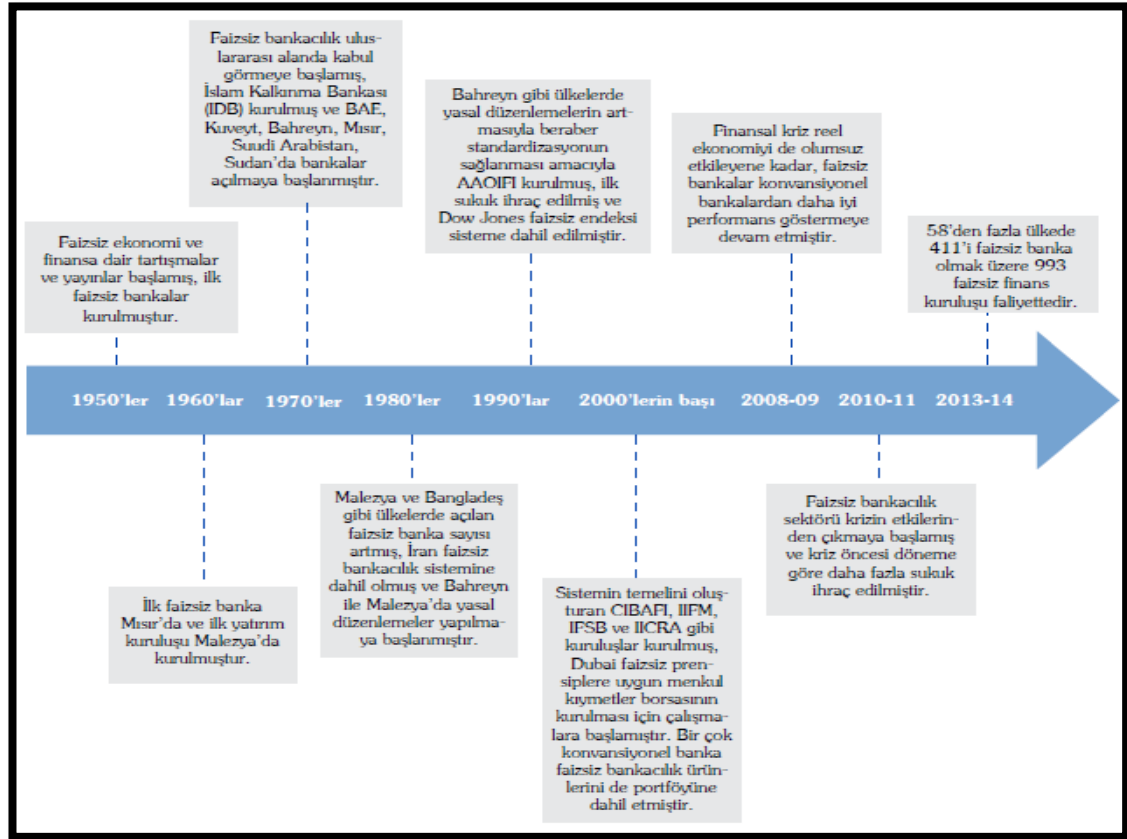 Faizsiz bankacılık ulus-
lararası alanda kabul
görmeye başlamış,
İslam Kalkınma Bankası
(IDB) kurulmuş ve BAE,
Kuveyt, Bahreyn, Mısır,
Suudi Arabistan,
Sudan’da bankalar
açılmaya başlanmıştır.
Bahreyn gibi ülkelerde
yasal düzenlemelerin art-
masıyla beraber
standardizasyonun
sağlanması amacıyla
AAOIFI kurulmuş, ilk
sukuk ihraç edilmiş ve
Dow Jones faizsiz endeksi
sisteme dahil edilmiştir.
Finansal kriz reel
ekonomiyi de olumsuz
etkileyene kadar, faizsiz
bankalar konvansiyonel
bankalardan daha iyi
performans göstermeye
devam etmiştir.
58’den fazla ülkede
411’i faizsiz banka
olmak üzere 993
faizsiz finans
kuruluşu faliyettedir.
Faizsiz ekonomi ve
finansa dair tartışmalar
ve yayınlar başlamış, ilk
faizsiz bankalar
kurulmuştur.
1950’ler 1960’lar 1970’ler 1980’ler 1990’lar 2000’lerin başı 2008-09 2010-11 2013-14
İlk faizsiz banka
Mısır’da ve ilk yatırım
kuruluşu Malezya’da
kurulmuştur.
Malezya ve Bangladeş
gibi ülkelerde açılan
faizsiz banka sayısı
artmış, İran faizsiz
bankacılık sistemine
dahil olmuş ve Bahreyn
ile Malezya’da yasal
düzenlemeler yapılma-
ya başlanmıştır.
Sistemin temelini oluş-
turan CIBAFI, IIFM,
IFSB ve IICRA gibi
kuruluşlar kurulmuş,
Dubai faizsiz pren-
siplere uygun menkul
kıymetler borsasının
kurulması için çalışma-
lara başlamıştır. Bir çok
konvansiyonel banka
faizsiz bankacılık ürün-
lerini de portföyüne
dahil etmiştir.
Faizsiz bankacılık
sektörü krizin etkilerin-
den çıkmaya başlamış
ve kriz öncesi döneme
göre daha fazla sukuk
ihraç edilmiştir.